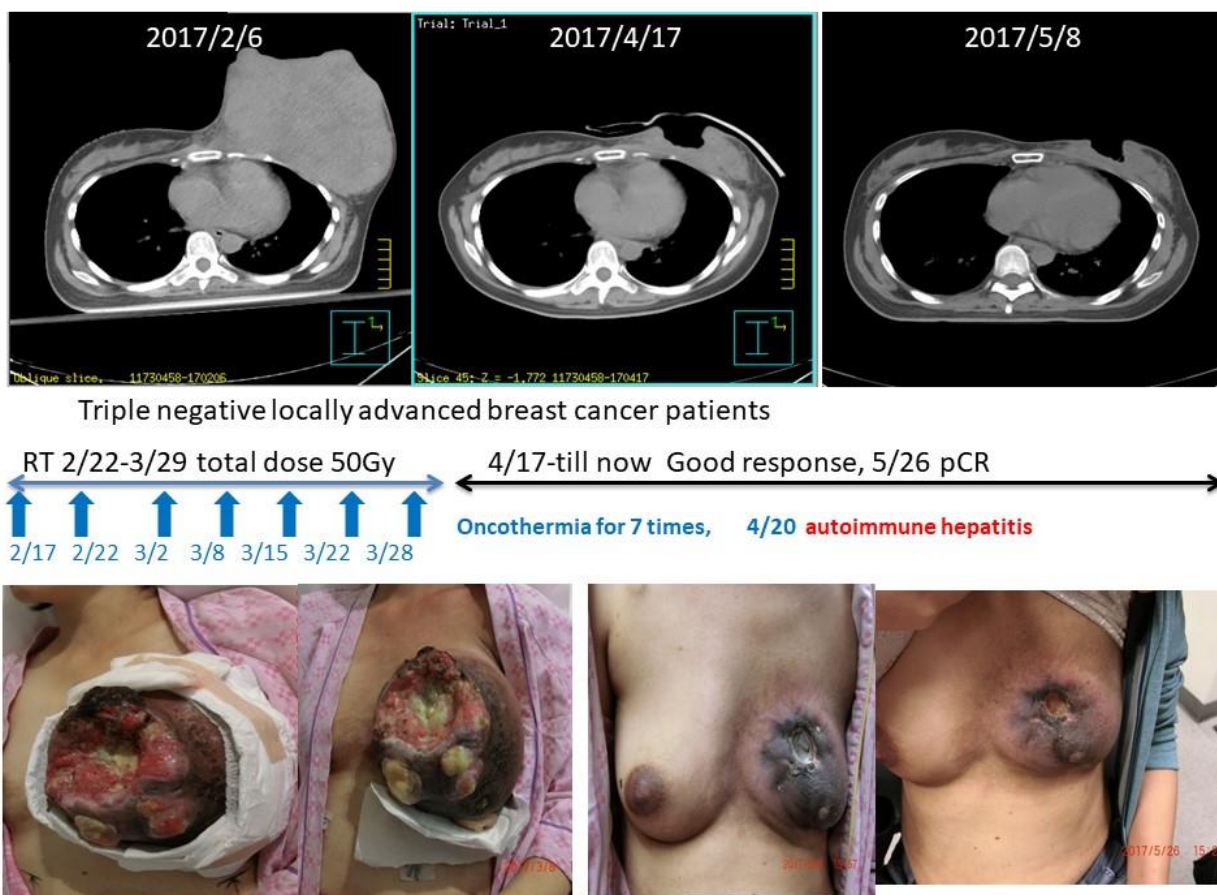 Trial: Trial_1
2017/2/6
2017/4/17
2017/5/8
Oblique slice, 11730458-170206
Slice 45: Z = -1.772 11730458-170417
Triple negative locally advanced breast cancer patients
RT 2/22-3/29 total dose 50Gy
4/17-till now Good response, 5/26 pCR
Oncothermia for 7 times, 4/20 autoimmune hepatitis
2/17 2/22 3/2 3/8 3/15 3/22 3/28
2017/5/26